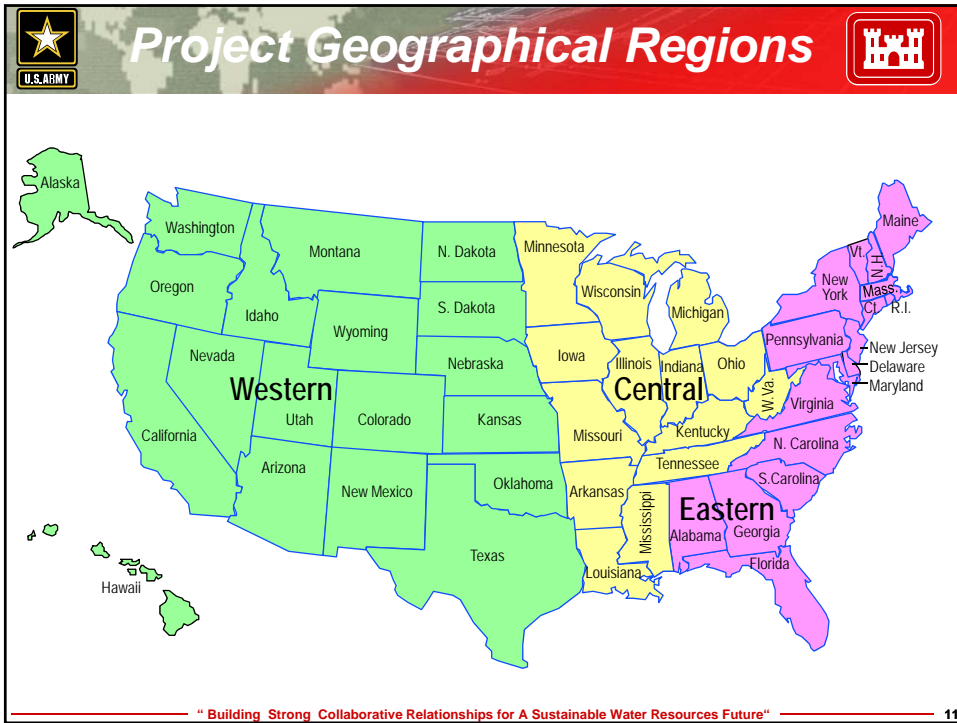 Project Geographical Regions
U.S.ARMY
Alaska
Washington
Montana
N. Dakota
Minnesota
Maine
Oregon
Idaho
Wyoming
S. Dakota
Wisconsin
Michigan
New
York
Vt.
N.H.
Mass.
Ct.
R.I.
Nevada
Nebraska
Iowa
Illinois
Indiana
Ohio
Pennsylvania
New Jersey
Delaware
Maryland
Western
Central
W.Va.
Virginia
California
Utah
Colorado
Kansas
Missouri
Kentucky
N. Carolina
Arizona
New Mexico
Oklahoma
Arkansas
Tennessee
S.Carolina
Mississippi
Eastern
Alabama
Georgia
Texas
Louisiana
Florida
Hawaii
“ Building Strong Collaborative Relationships for A Sustainable Water Resources Future“
11